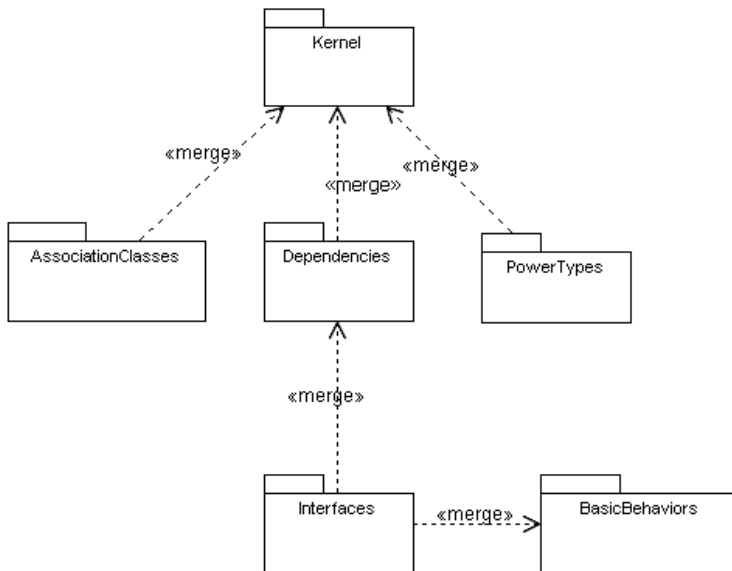 Kernel
«merge»
«merge»
«merge»
AssociationClasses
Dependencies
PowerTypes
«merge»
Interfaces
«merge»
BasicBehaviors